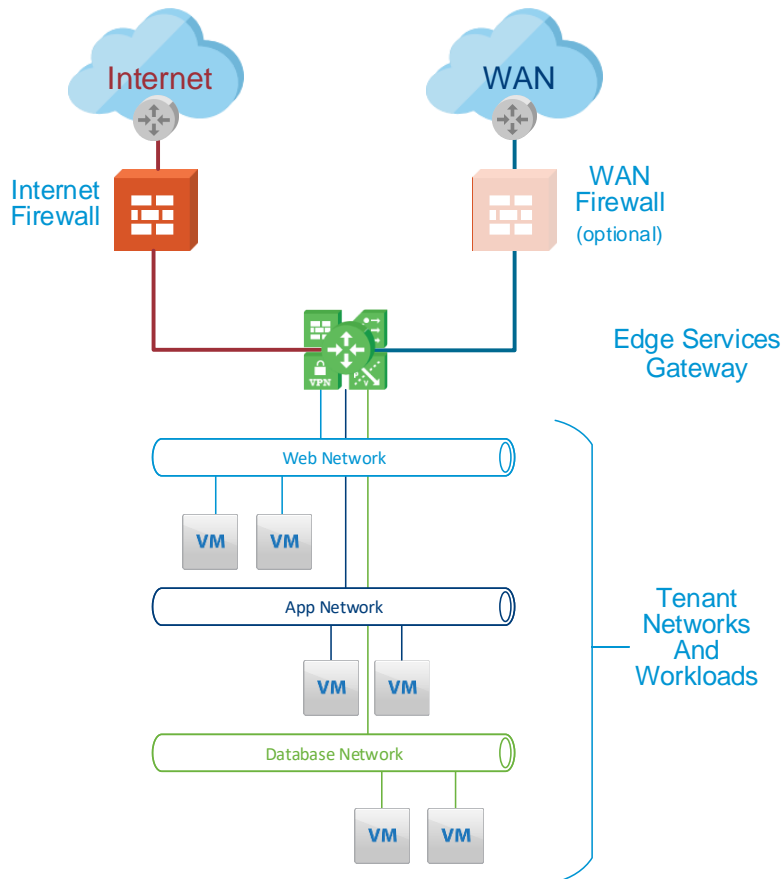 Internet
WAN
Internet
Firewall
WAN
Firewall
(optional)
VPN
P
V
Edge Services
Gateway
Web Network
VM
VM
App Network
VM
VM
Tenant
Networks
And
Workloads
Database Network
VM
VM